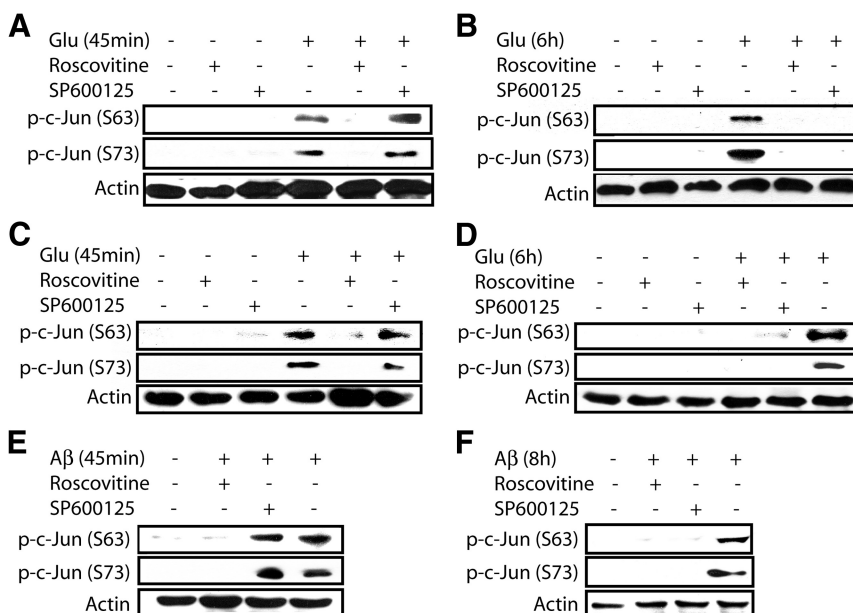 A
Glu (45min) - - - + + +
Roscovitine - + - - + -
SP600125 - - + - - +
p-c-Jun (S63)
p-c-Jun (S73)
Actin
B
Glu (6h) - - - + + +
Roscovitine - + - - + -
SP600125 - - + - - +
p-c-Jun (S63)
p-c-Jun (S73)
Actin
C
Glu (45min) - - - + + +
Roscovitine - + - - + -
SP600125 - - + - - +
p-c-Jun (S63)
p-c-Jun (S73)
Actin
D
Glu (6h) - - - + + +
Roscovitine - + - + - -
SP600125 - - + - + -
p-c-Jun (S63)
p-c-Jun (S73)
Actin
E
Aβ (45min) - + + +
Roscovitine - + - -
SP600125 - - + -
p-c-Jun (S63)
p-c-Jun (S73)
Actin
F
Aβ (8h) - + + +
Roscovitine - + - -
SP600125 - - + -
p-c-Jun (S63)
p-c-Jun (S73)
Actin